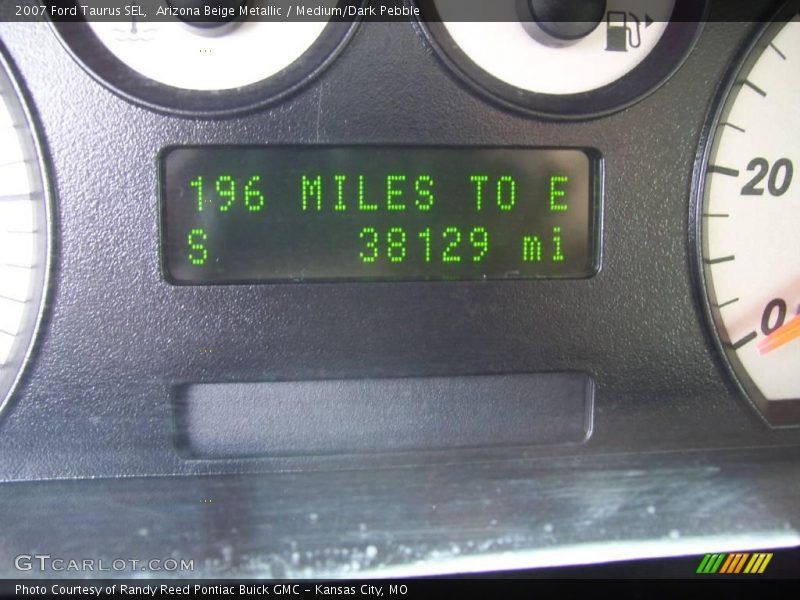 2007 Ford Taurus SEL,  Arizona Beige Metallic / Medium/Dark Pebble
196 MILES TO E
S 38129 mi
20
0
GTCARLOT.COM
Photo Courtesy of Randy Reed Pontiac Buick GMC - Kansas City, MO